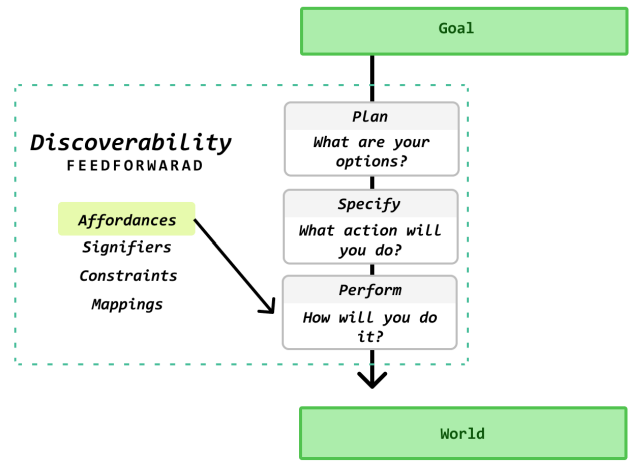 Goal
Discoverability
FEEDFORWARAD
Affordances
Signifiers
Constraints
Mappings
Plan
What are your
options?
Specify
What action will
you do?
Perform
How will you do
it?
World